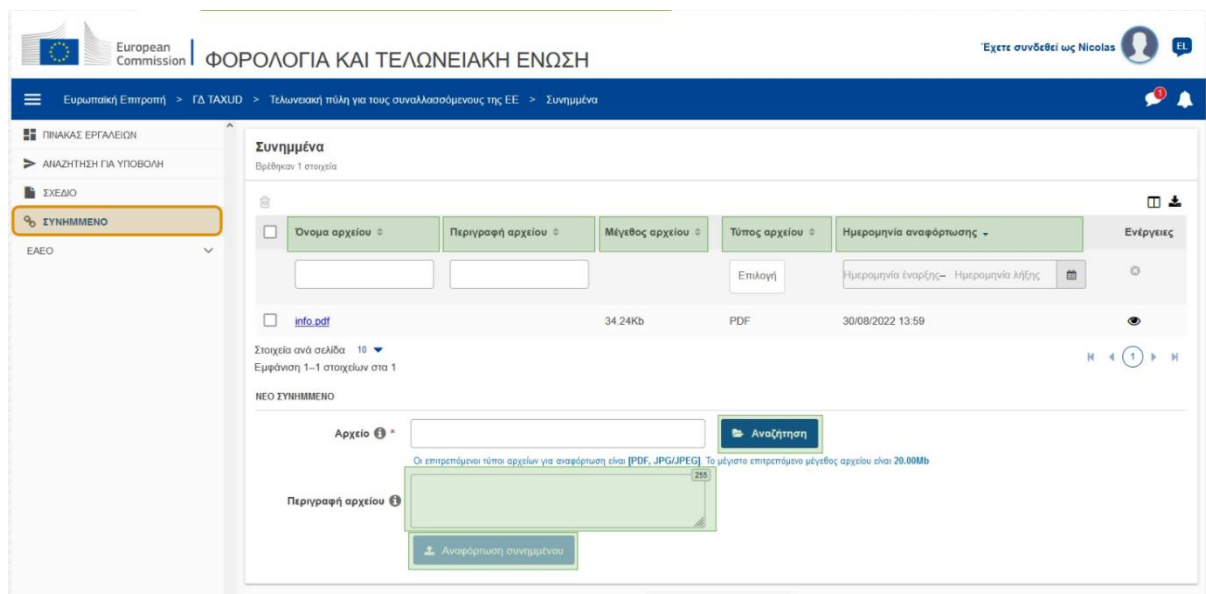 European
Commission
ΦΟΡΟΛΟΓΙΑ ΚΑΙ ΤΕΛΩΝΕΙΑΚΗ ΕΝΩΣΗ
Έχετε συνδεθεί ως Nicolas
EL
Ευρωπαϊκή Επιτροπή > ΓΔ TAXUD > Τελωνειακή πύλη για τους συναλλασσόμενους της ΕΕ > Συνημμένα
1
ΠΙΝΑΚΑΣ ΕΡΓΑΛΕΙΩΝ
ΑΝΑΖΗΤΗΣΗ ΓΙΑ ΥΠΟΒΟΛΗ
ΣΧΕΔΙΟ
ΣΥΝΗΜΜΕΝΟ
ΕΑΕΟ
Συνημμένα
Βρέθηκαν 1 στοιχεία
Όνομα αρχείου Περιγραφή αρχείου Μέγεθος αρχείου Τύπος αρχείου Ημερομηνία αναφόρτωσης Ενέργειες
Επιλογή Ημερομηνία έναρξης– Ημερομηνία λήξης
info.pdf 34.24Kb PDF 30/08/2022 13:59
Στοιχεία ανά σελίδα 10
Εμφάνιση 1–1 στοιχείων στα 1
1
ΝΕΟ ΣΥΝΗΜΜΕΝΟ
Αρχείο * Αναζήτηση
Οι επιτρεπόμενοι τύποι αρχείων για αναφόρτωση είναι [PDF, JPG/JPEG]. Το μέγιστο επιτρεπόμενο μέγεθος αρχείου είναι 20.00Mb
255
Περιγραφή αρχείου
Αναφόρτωση συνημμένου